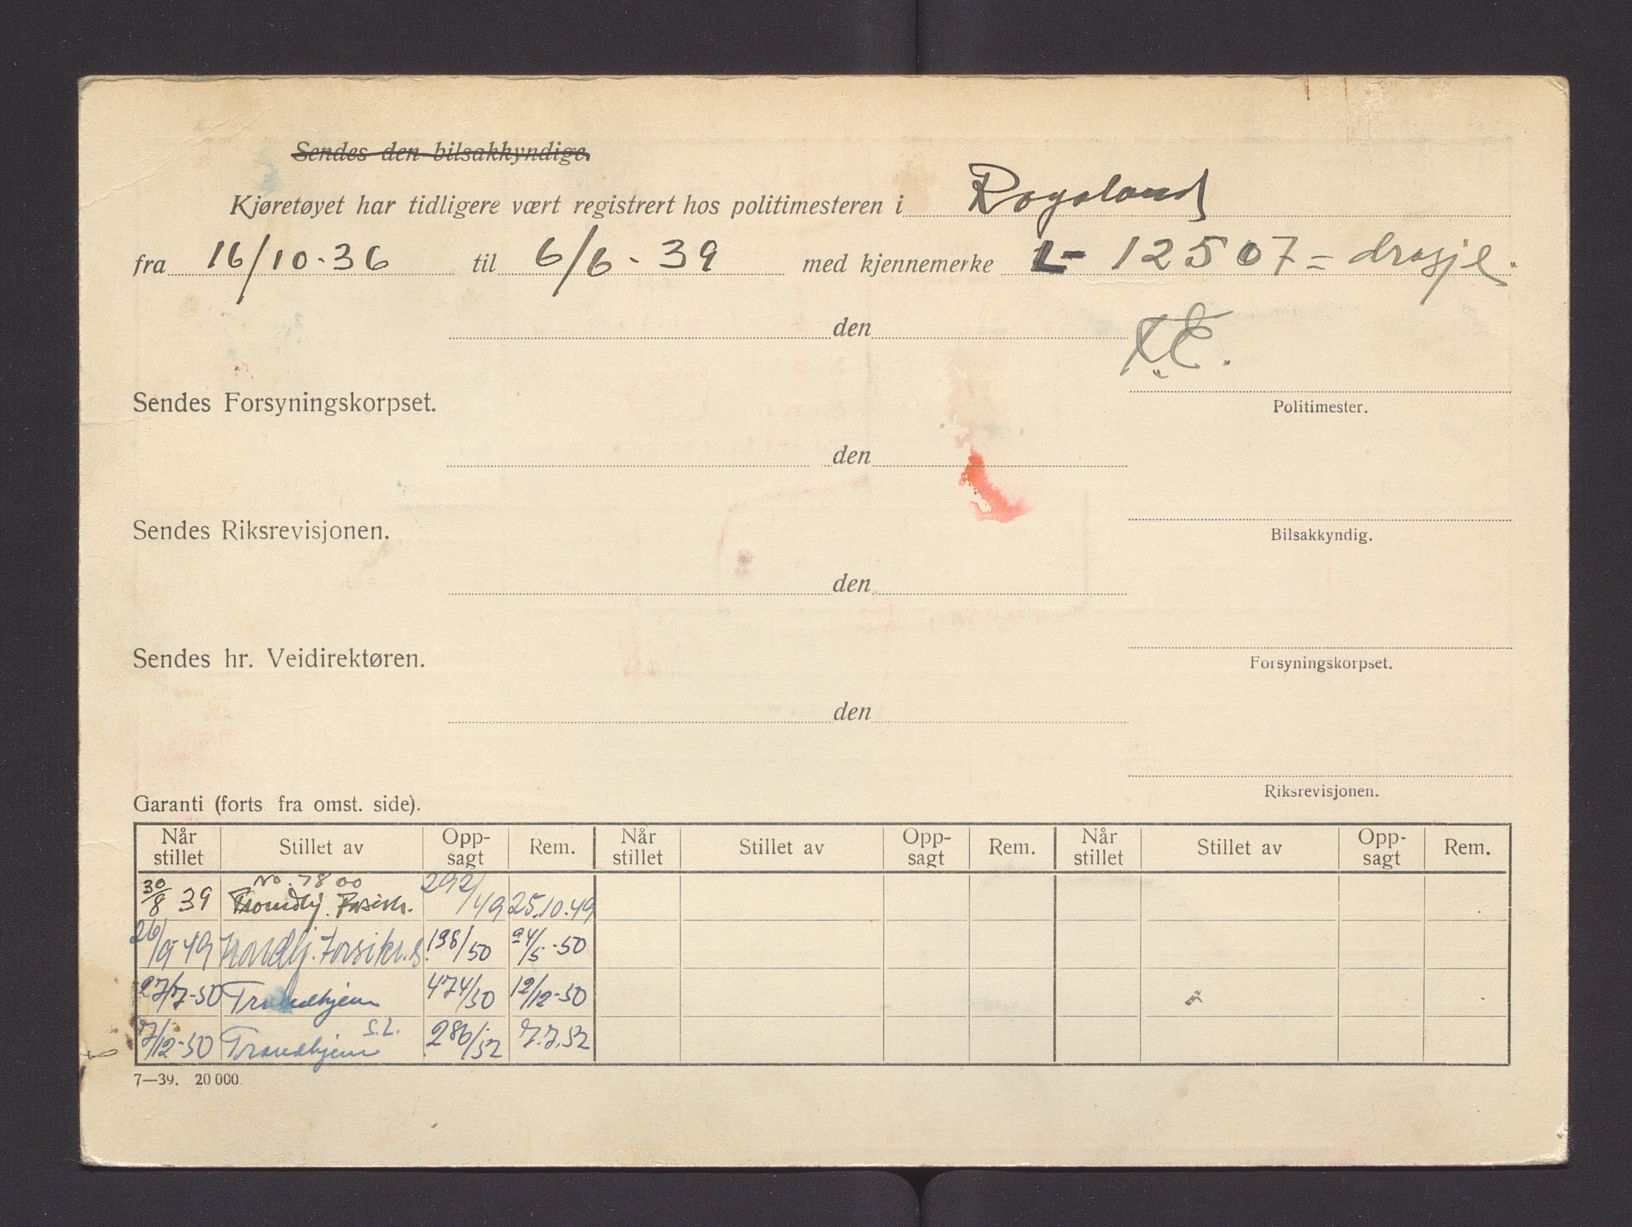 Sendes den bilsakkyndige.
Kjøretøyet har tidligere vært registrert hos politimesteren i Rogaland
fra 16/10-36 til 6/6-39 med kjennemerke L-12507= drosje.
den
Sendes Forsyningskorpset.
Politimester.
den
Sendes Riksrevisjonen.
Bilsakkyndig.
den
Sendes hr. Veidirektøren.
Forsyningskorpset.
den
Riksrevisjonen.
Garanti (forts fra omst. side).
Når stillet Stillet av Opp-sagt Rem. Når stillet Stillet av Opp-sagt Rem. Når stillet Stillet av Opp-sagt Rem.
No. 7800
30/8 39 Trondhj. Forsikr. 292/49 25.10.49
26/9-49 Trondhj. Forsikr.s. 198/50 24/5-50
27/7-50 Trondhjem 474/50 12/12-50
7/12-50 Trondhjem S.L. 286/52 7.7.52
7—39. 20 000.